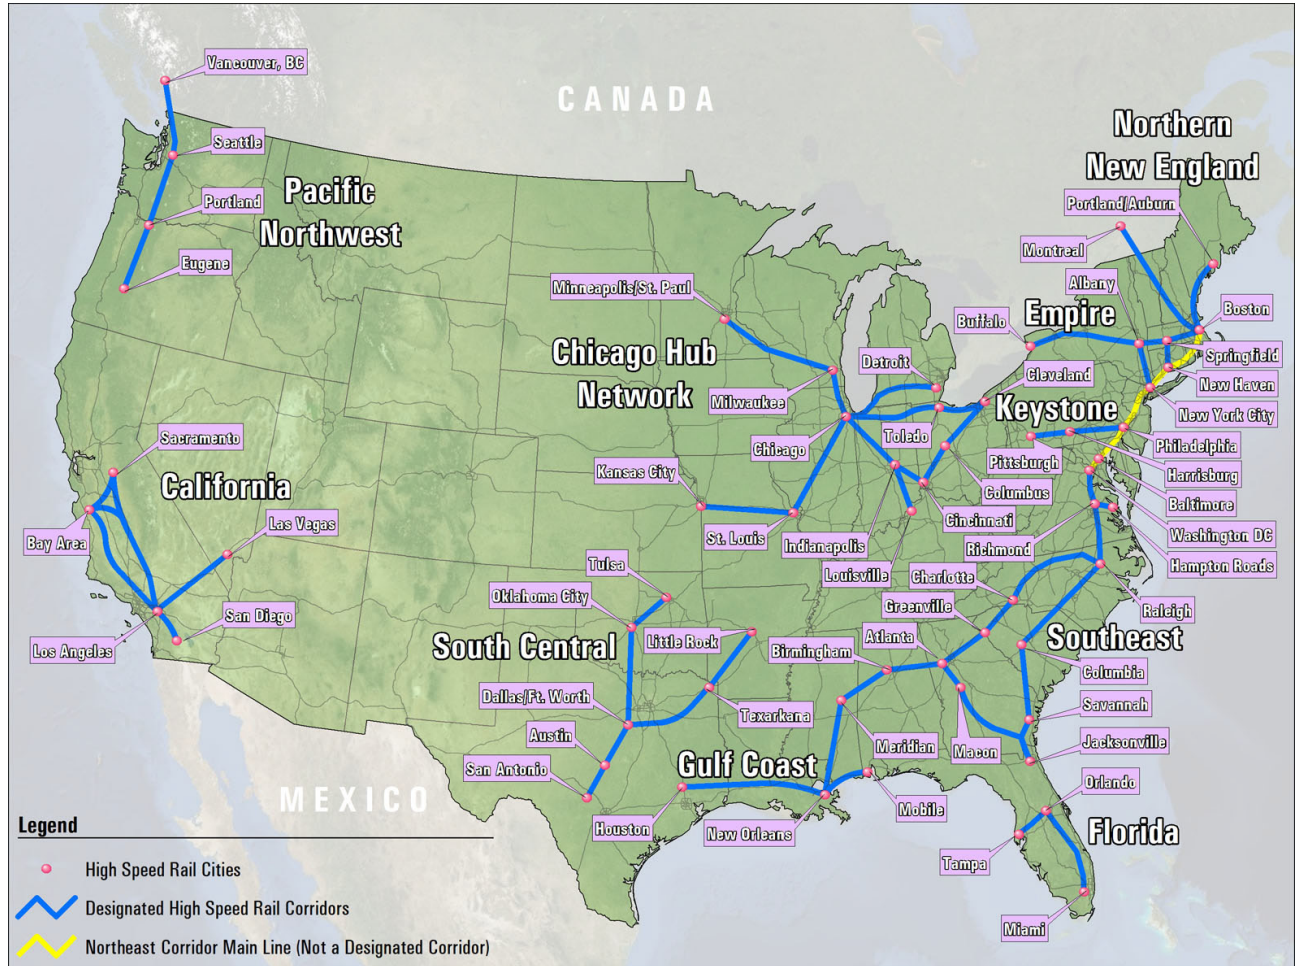 Vancouver, BC
CANADA
Northern
New England
Seattle
Pacific
Northwest
Portland
Portland/Auburn
Montreal
Eugene
Albany
Minneapolis/St. Paul
Empire
Boston
Buffalo
Chicago Hub
Network
Springfield
Detroit
Cleveland
New Haven
Milwaukee
Keystone
New York City
Toledo
Sacramento
Chicago
Philadelphia
Pittsburgh
Kansas City
Harrisburg
California
Columbus
Baltimore
Las Vegas
Cincinnati
Bay Area
St. Louis
Indianapolis
Richmond
Washington DC
Tulsa
Louisville
Hampton Roads
Charlotte
Oklahoma City
Greenville
San Diego
Raleigh
South Central
Little Rock
Atlanta
Southeast
Los Angeles
Birmingham
Columbia
Dallas/Ft. Worth
Texarkana
Savannah
Austin
Meridian
Macon
Jacksonville
San Antonio
Gulf Coast
Orlando
MEXICO
Mobile
Houston
New Orleans
Florida
Tampa
Miami
Legend
High Speed Rail Cities
Designated High Speed Rail Corridors
Northeast Corridor Main Line (Not a Designated Corridor)